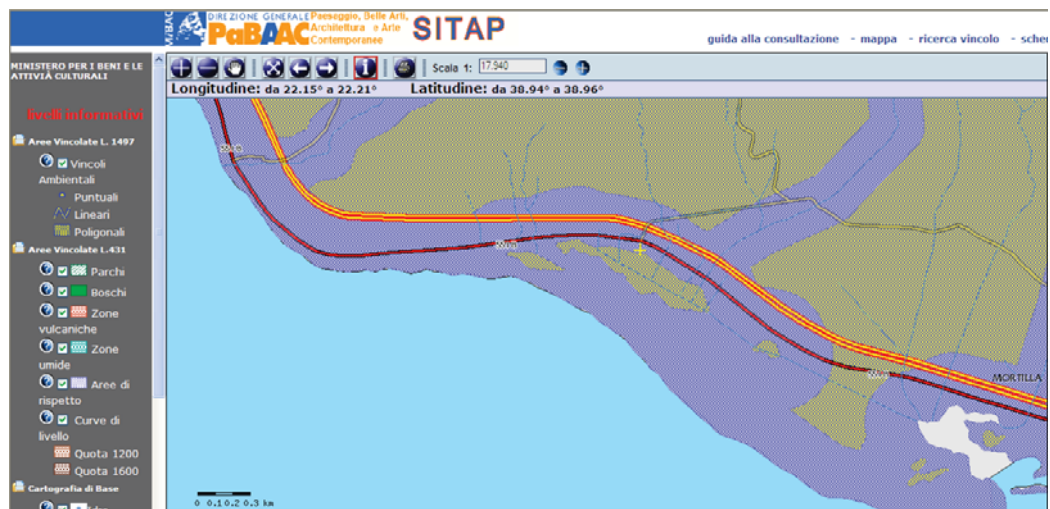 M/BAC
DIREZIONE GENERALE Paesaggio, Belle Arti,
PaBAAC Architettura e Arte
Contemporanee
SITAP
guida alla consultazione - mappa - ricerca vincolo - scher
MINISTERO PER I BENI E LE
ATTIVIÀ CULTURALI
Scala 1: 17.940
Longitudine: da 22.15° a 22.21° Latitudine: da 38.94° a 38.96°
livelli informativi
Aree Vincolate L. 1497
Vincoli
Ambientali
Puntuali
Lineari
Poligonali
Aree Vincolate L.431
Parchi
Boschi
Zone
vulcaniche
Zone
umide
Aree di
rispetto
Curve di
livello
Quota 1200
Quota 1600
Cartografia di Base
MORTILLA
0 0.1 0.2 0.3 km